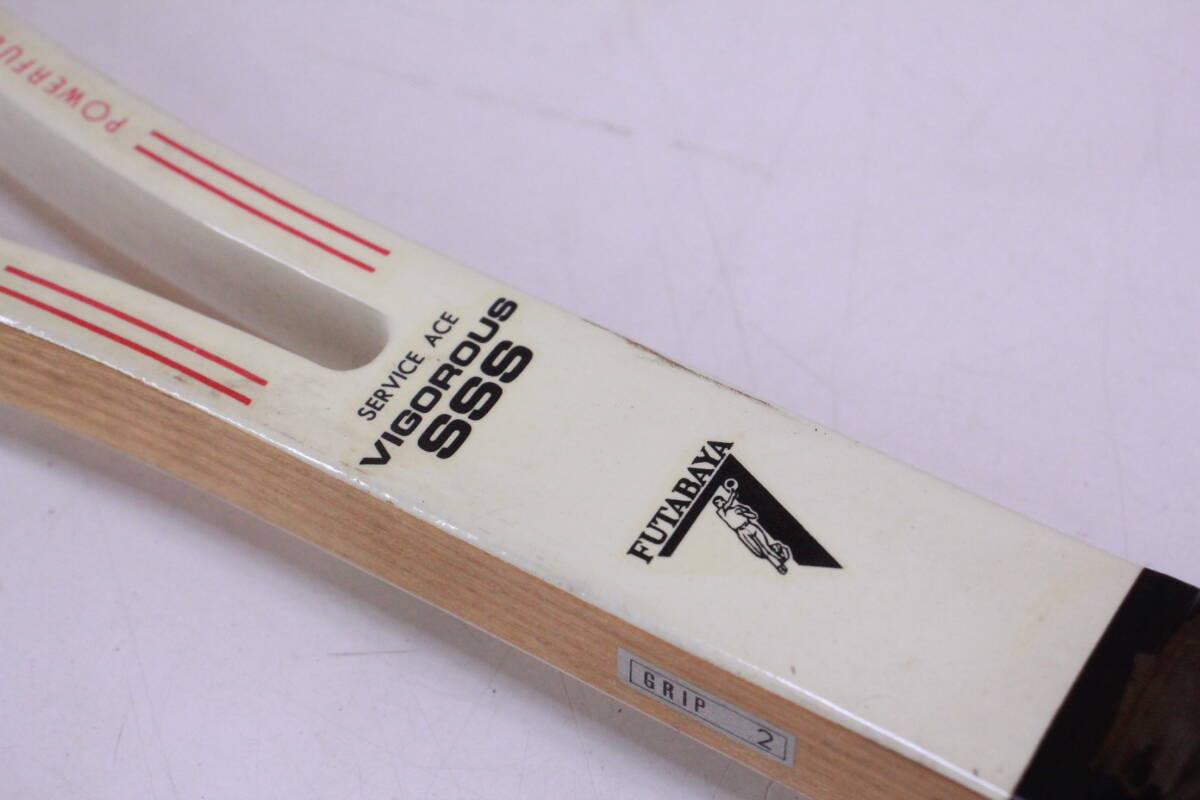 SERVICE ACE
VIGOROUS
SSS
FUTABAYA
GRIP 2
POWERFU